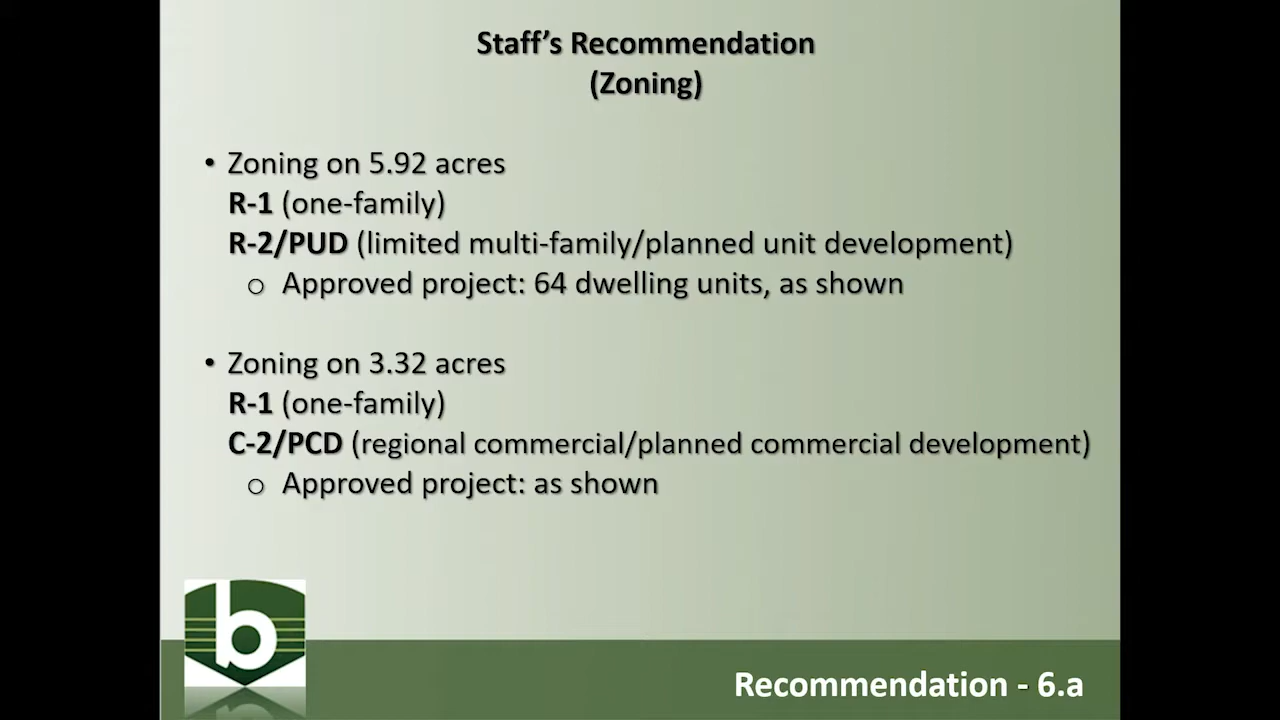 Staff's Recommendation
(Zoning)
• Zoning on 5.92 acres
R-1 (one-family)
R-2/PUD (limited multi-family/planned unit development)
o Approved project: 64 dwelling units, as shown
• Zoning on 3.32 acres
R-1 (one-family)
C-2/PCD (regional commercial/planned commercial development)
o Approved project: as shown
b
Recommendation - 6.a